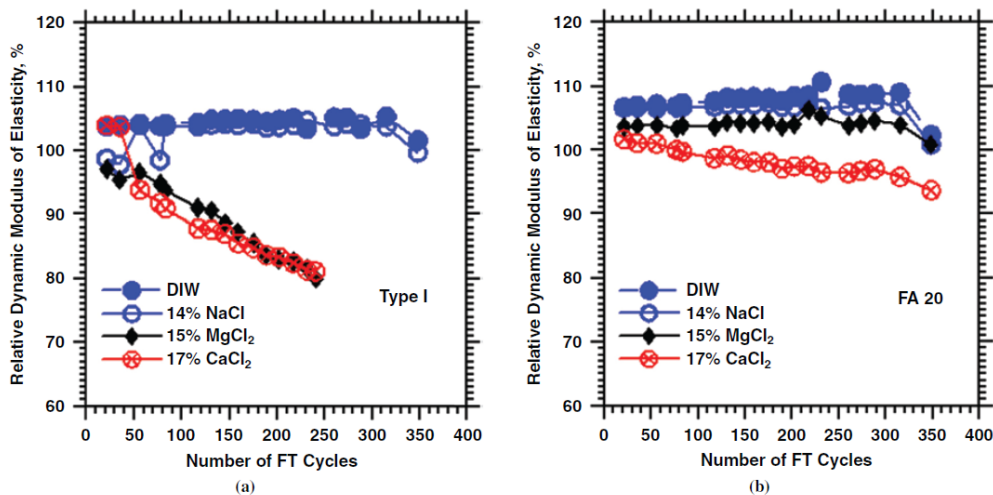 120
110
100
90
80
70
60
Relative Dynamic Modulus of Elasticity, %
DIW
14% NaCl
15% MgCl₂
17% CaCl₂
Type I
0 50 100 150 200 250 300 350 400
Number of FT Cycles
(a)
120
110
100
90
80
70
60
Relative Dynamic Modulus of Elasticity, %
DIW
14% NaCl
15% MgCl₂
17% CaCl₂
FA 20
0 50 100 150 200 250 300 350 400
Number of FT Cycles
(b)